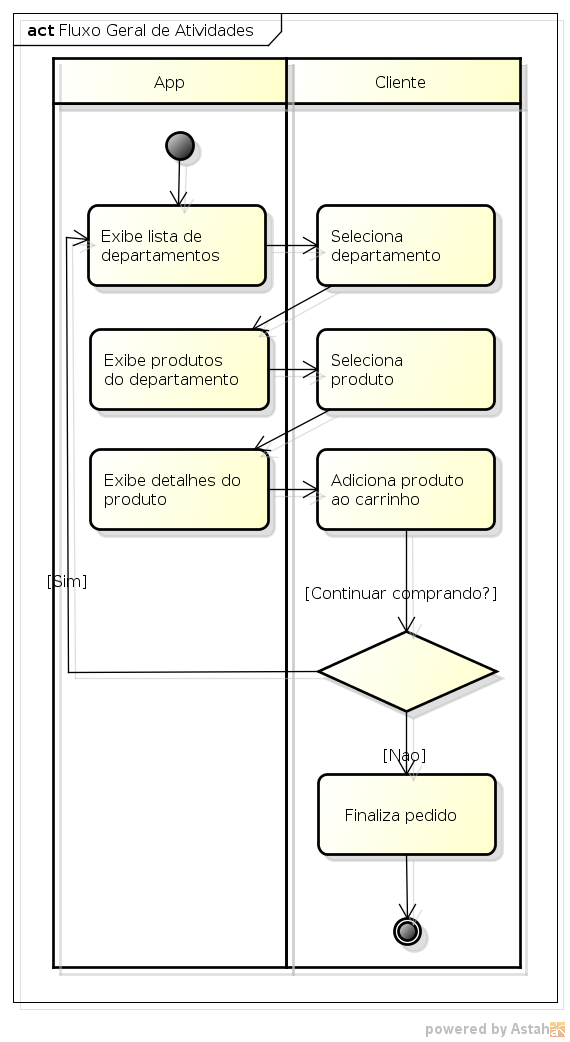 act Fluxo Geral de Atividades
App
Cliente
Exibe lista de
departamentos
Seleciona
departamento
Exibe produtos
do departamento
Seleciona
produto
Exibe detalhes do
produto
Adiciona produto
ao carrinho
[Sim]
[Continuar comprando?]
[Nao]
Finaliza pedido
powered by Astah